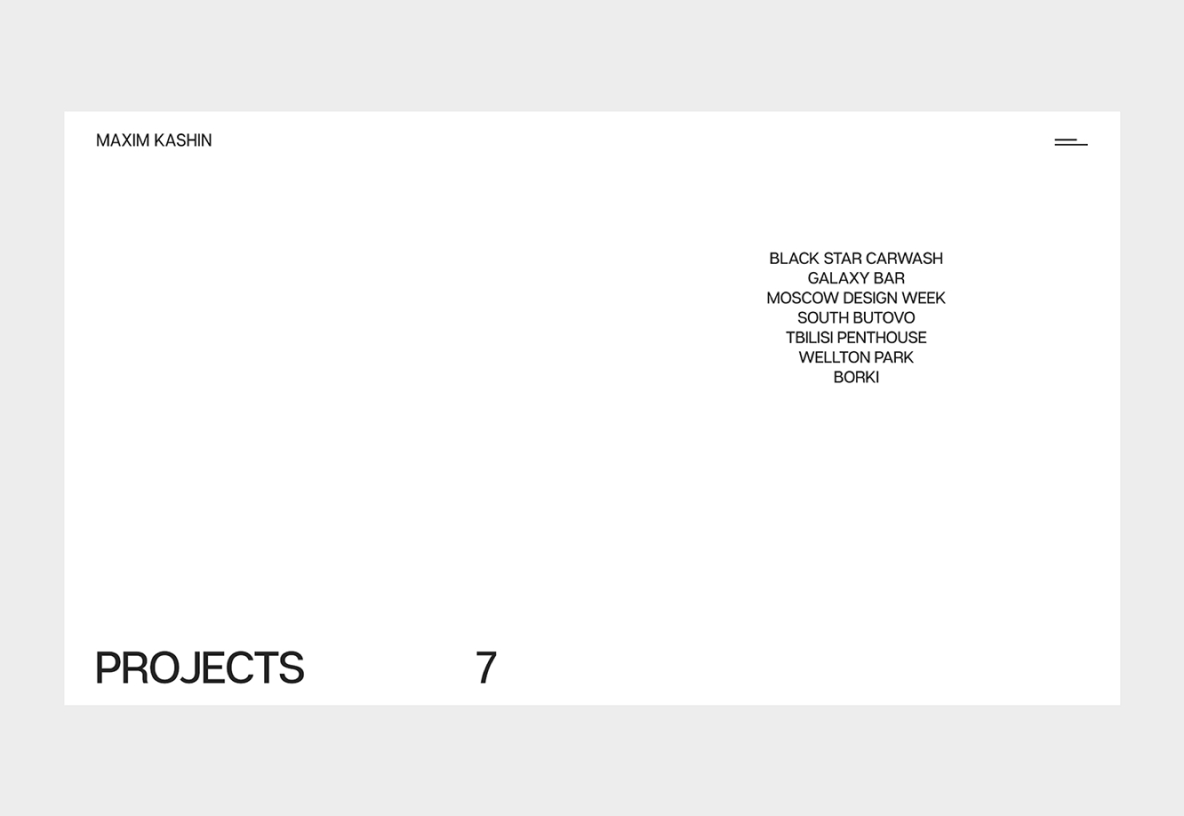 MAXIM KASHIN
BLACK STAR CARWASH
GALAXY BAR
MOSCOW DESIGN WEEK
SOUTH BUTOVO
TBILISI PENTHOUSE
WELLTON PARK
BORKI
PROJECTS 7